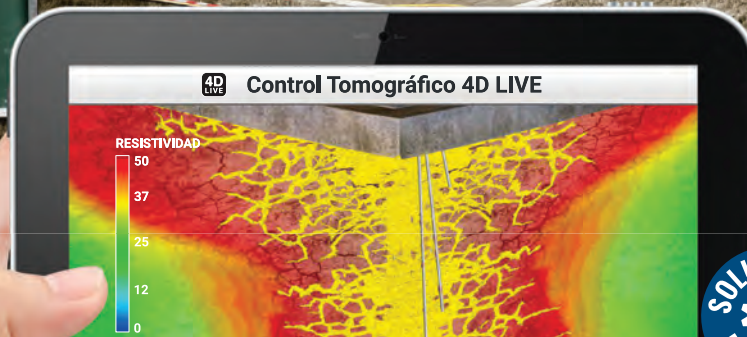 4D
LIVE
Control Tomográfico 4D LIVE
RESISTIVIDAD
50
37
25
12
0